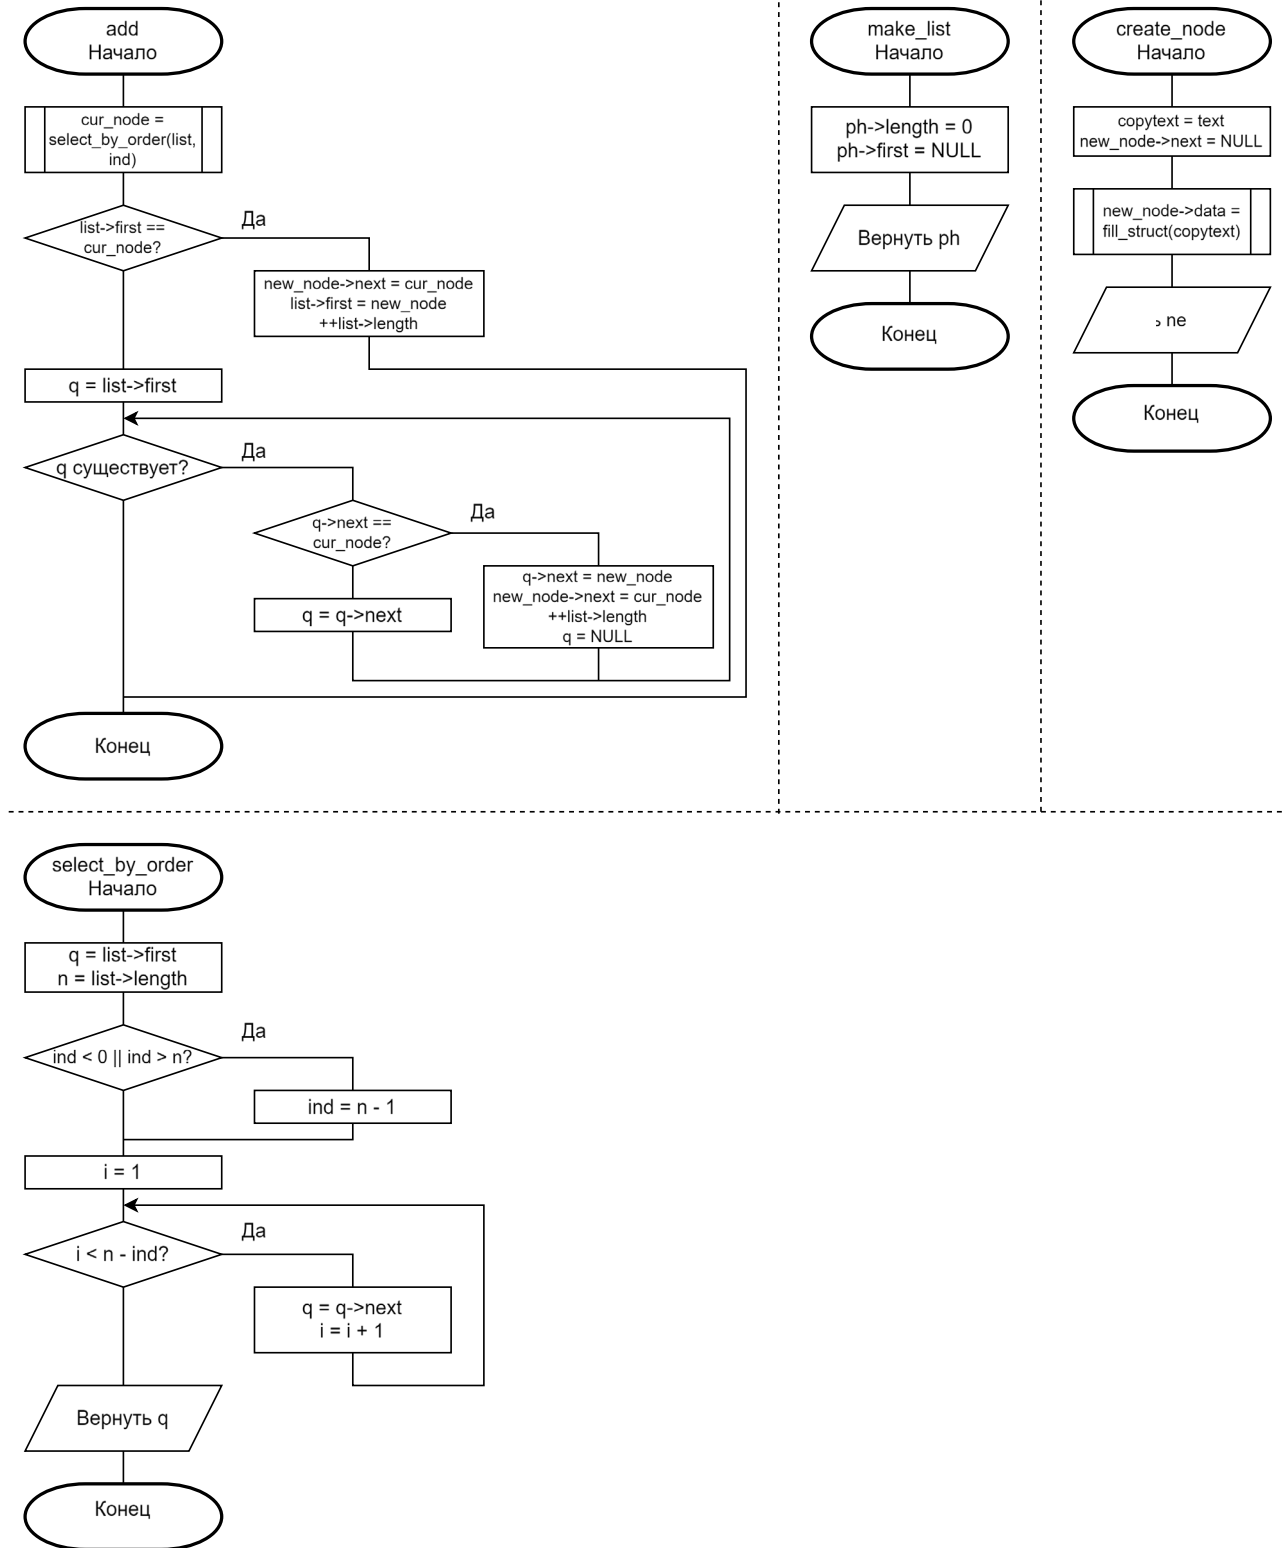 add
Начало
cur_node =
select_by_order(list,
ind)
list->first ==
cur_node?
Да
new_node->next = cur_node
list->first = new_node
++list->length
q = list->first
q существует?
Да
q->next ==
cur_node?
Да
q = q->next
q->next = new_node
new_node->next = cur_node
++list->length
q = NULL
Конец
make_list
Начало
ph->length = 0
ph->first = NULL
Вернуть ph
Конец
create_node
Начало
copytext = text
new_node->next = NULL
new_node->data =
fill_struct(copytext)
ne
Конец
select_by_order
Начало
q = list->first
n = list->length
ind < 0 || ind > n?
Да
ind = n - 1
i = 1
i < n - ind?
Да
q = q->next
i = i + 1
Вернуть q
Конец